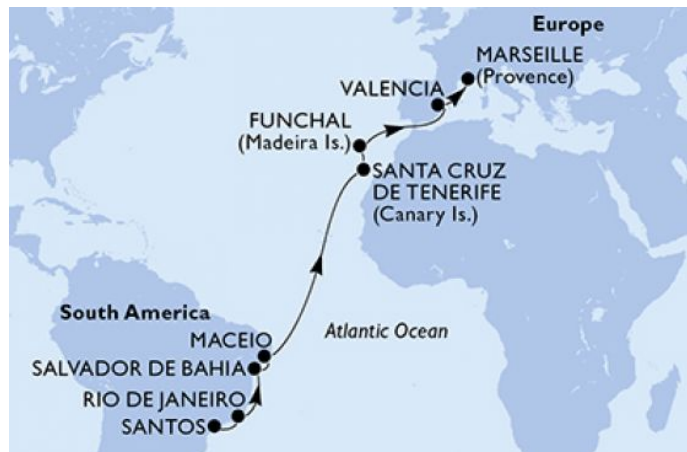 Europe
MARSEILLE
(Provence)
VALENCIA
FUNCHAL
(Madeira Is.)
SANTA CRUZ
DE TENERIFE
(Canary Is.)
South America
Atlantic Ocean
MACEIO
SALVADOR DE BAHIA
RIO DE JANEIRO
SANTOS